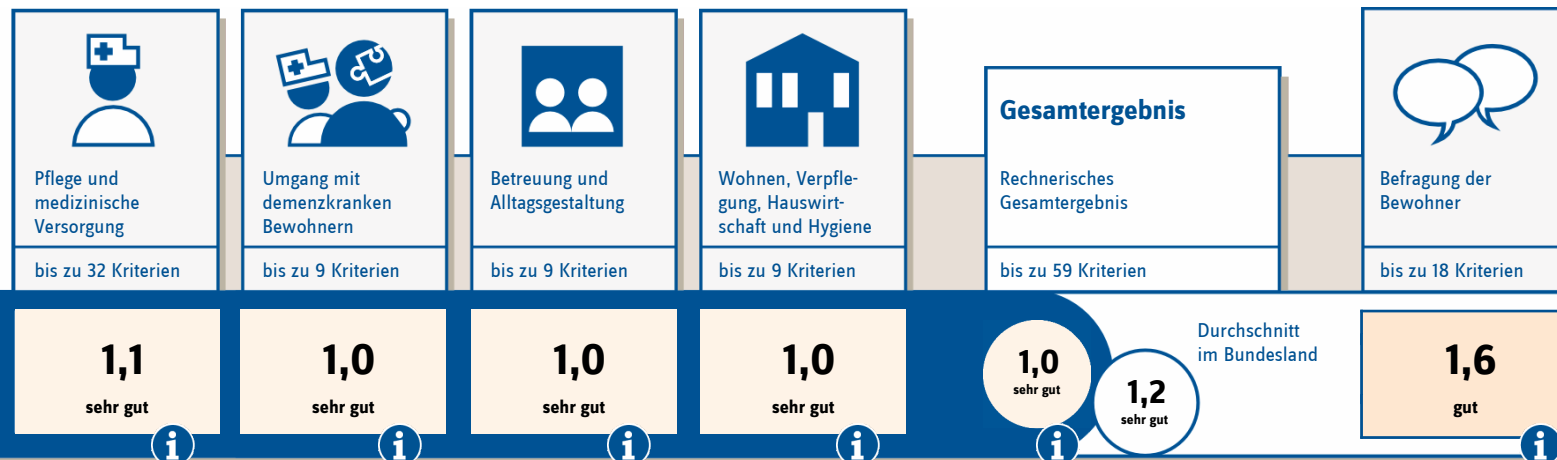 Pflege und
medizinische
Versorgung
bis zu 32 Kriterien
1,1
sehr gut
i
Umgang mit
demenzkranken
Bewohnern
bis zu 9 Kriterien
1,0
sehr gut
i
Betreuung und
Alltagsgestaltung
bis zu 9 Kriterien
1,0
sehr gut
i
Wohnen, Verpfle-
gung, Hauswirt-
schaft und Hygiene
bis zu 9 Kriterien
1,0
sehr gut
i
Gesamtergebnis
Rechnerisches
Gesamtergebnis
bis zu 59 Kriterien
1,0
sehr gut
i
Durchschnitt
im Bundesland
1,2
sehr gut
Befragung der
Bewohner
bis zu 18 Kriterien
1,6
gut
i